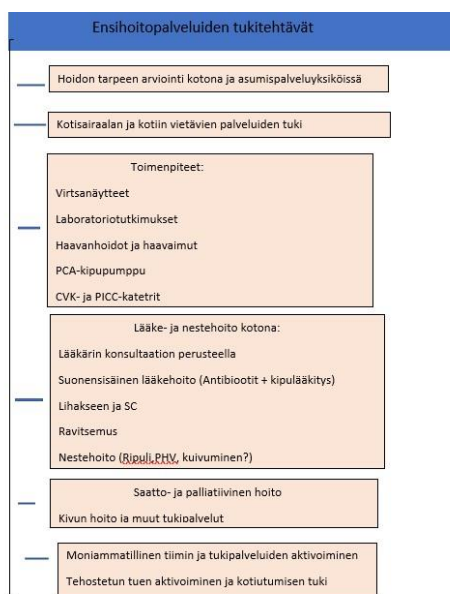 Ensihoitopalveluiden tukitehtävät
Hoidon tarpeen arviointi kotona ja asumispalveluyksiköissä
Kotisairaalan ja kotiin vietävien palveluiden tuki
Toimenpiteet:
Virtsanäytteet
Laboratoriotutkimukset
Haavanhoidot ja haavaimut
PCA-kipupumppu
CVK- ja PICC-katetrit
Lääke- ja nestehoito kotona:
Lääkärin konsultaation perusteella
Suonensisäinen lääkehoito (Antibiootit + kipulääkitys)
Lihakseen ja SC
Ravitsemus
Nestehoito (Ripuli,PHV, kuivuminen?)
Saatto- ja palliatiivinen hoito
Kivun hoito ja muut tukipalvelut
Moniammatillinen tiimin ja tukipalveluiden aktivoiminen
Tehostetun tuen aktivoiminen ja kotiutumisen tuki